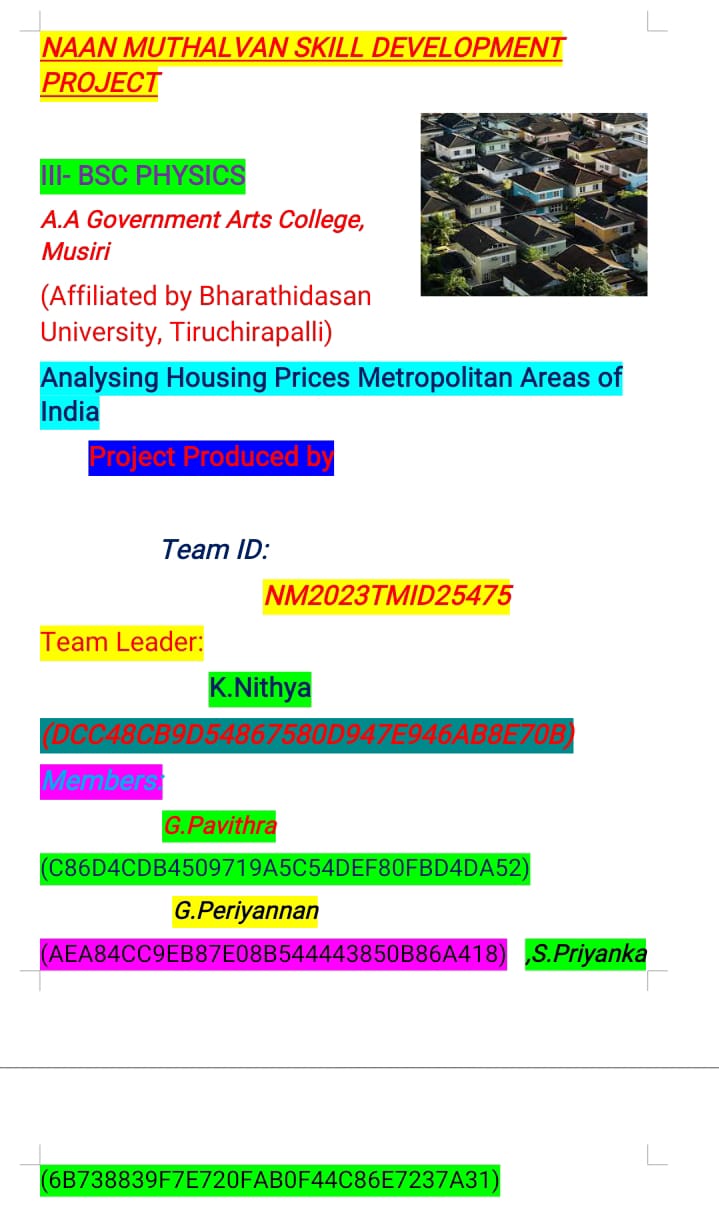 NAAN MUTHALVAN SKILL DEVELOPMENT
PROJECT
III- BSC PHYSICS
A.A Government Arts College,
Musiri
(Affiliated by Bharathidasan
University, Tiruchirapalli)
Analysing Housing Prices Metropolitan Areas of
India
Project Produced by
Team ID:
NM2023TMID25475
Team Leader:
K.Nithya
(DCC48CB9D54867580D947E946AB8E70B)
Members:
G.Pavithra
(C86D4CDB4509719A5C54DEF80FBD4DA52)
G.Periyannan
(AEA84CC9EB87E08B544443850B86A418) ,S.Priyanka
(6B738839F7E720FAB0F44C86E7237A31)